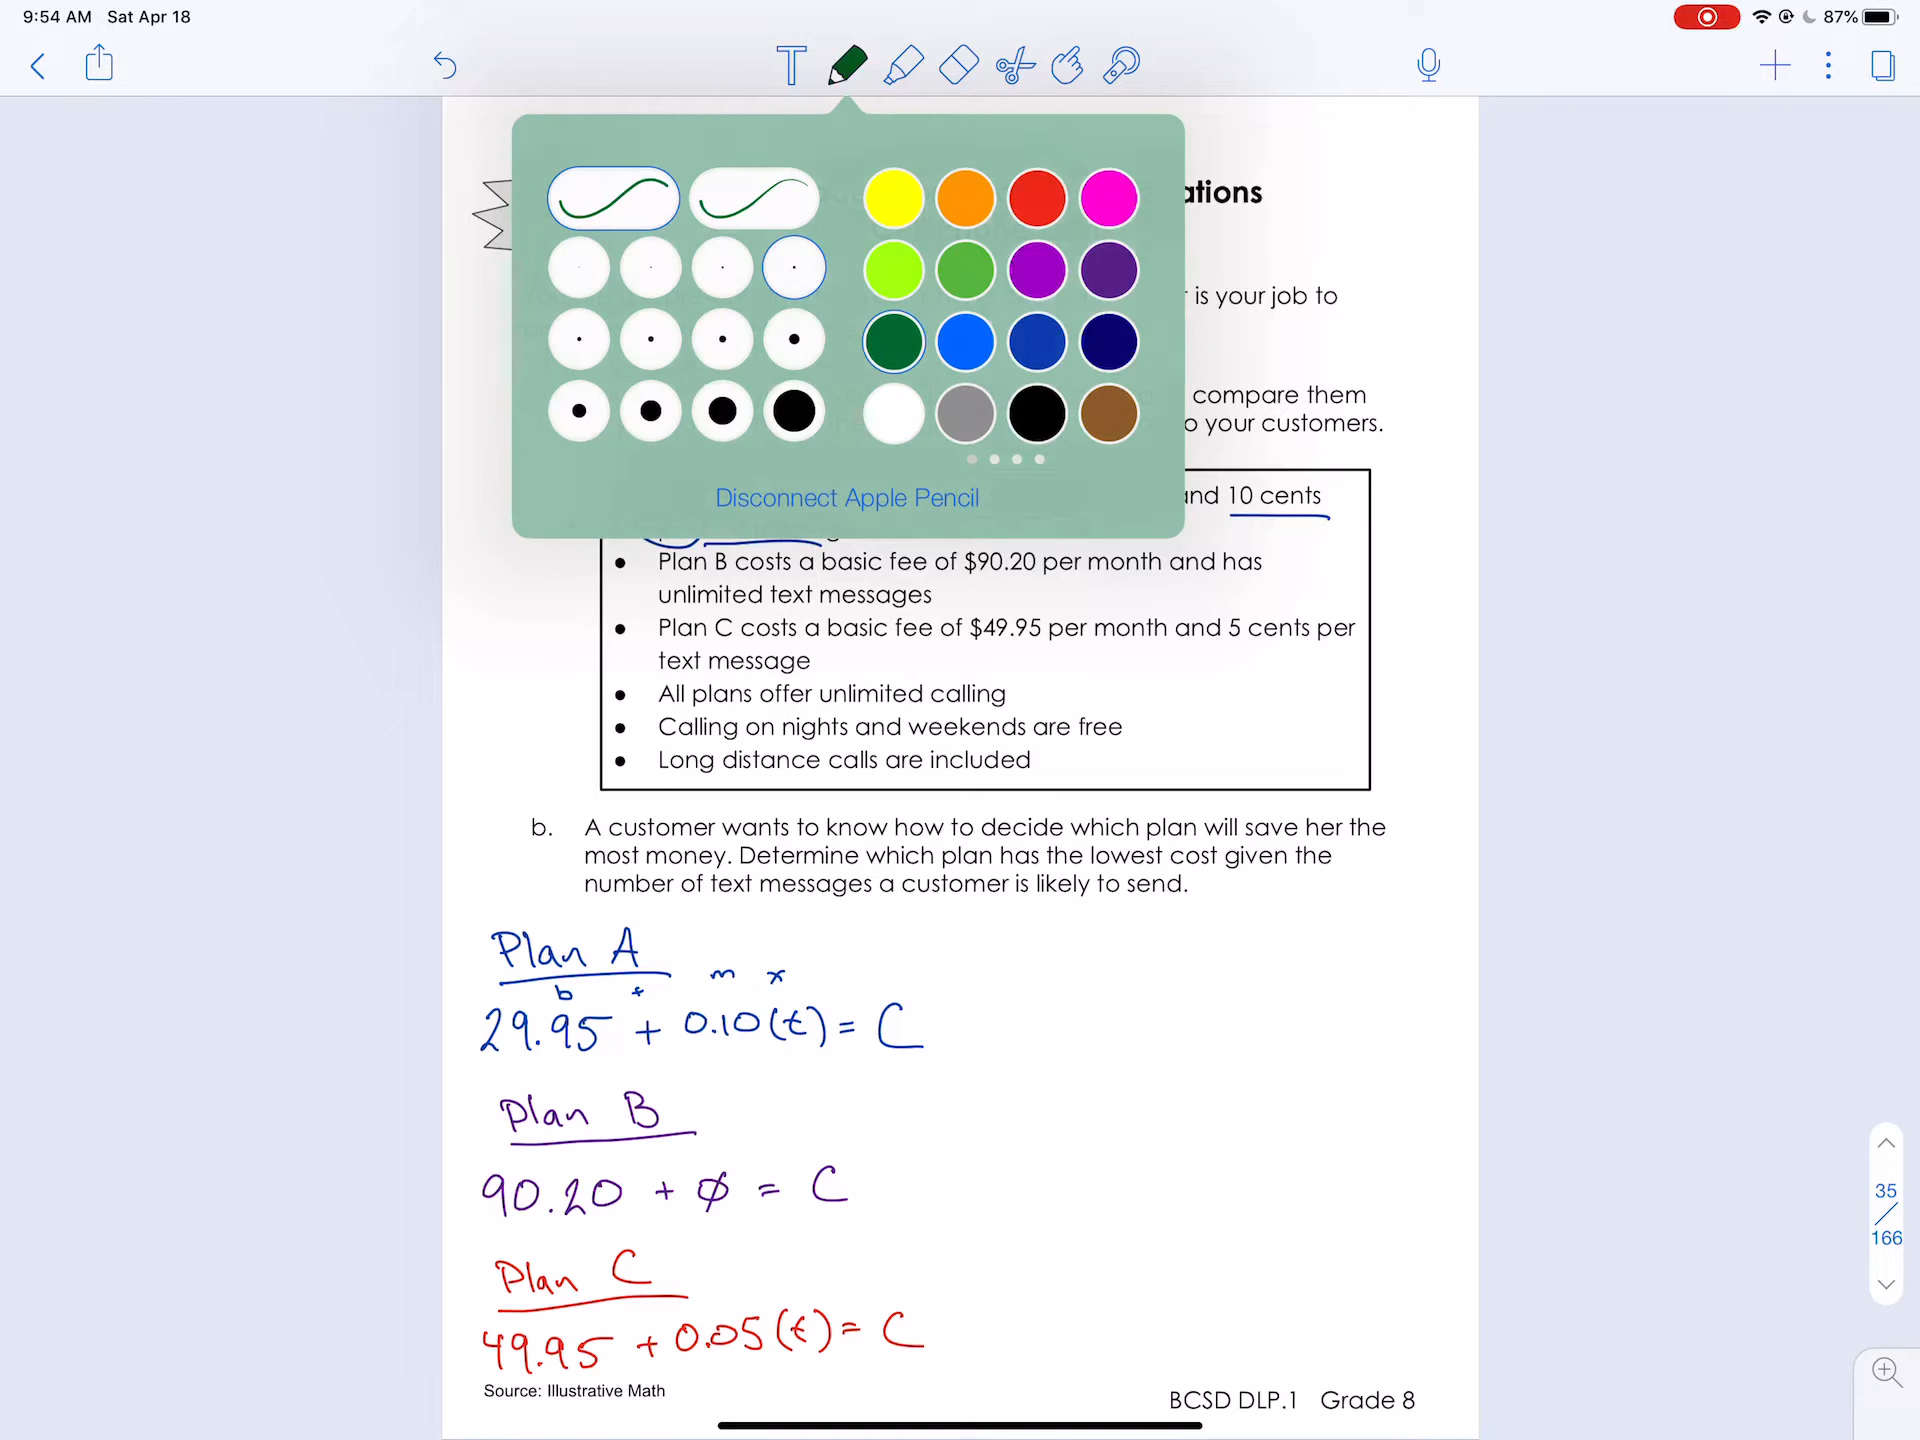 9:54 AM Sat Apr 18
87%
T
ations
is your job to
compare them
o your customers.
Disconnect Apple Pencil
and 10 cents
Plan B costs a basic fee of $90.20 per month and has
unlimited text messages
Plan C costs a basic fee of $49.95 per month and 5 cents per
text message
All plans offer unlimited calling
Calling on nights and weekends are free
Long distance calls are included
b. A customer wants to know how to decide which plan will save her the
most money. Determine which plan has the lowest cost given the
number of text messages a customer is likely to send.
Plan A
b + m x
29.95 + 0.10(t) = C
Plan B
90.20 + ∅ = C
Plan C
49.95 + 0.05(t) = C
Source: Illustrative Math
BCSD DLP.1 Grade 8
35
/
166